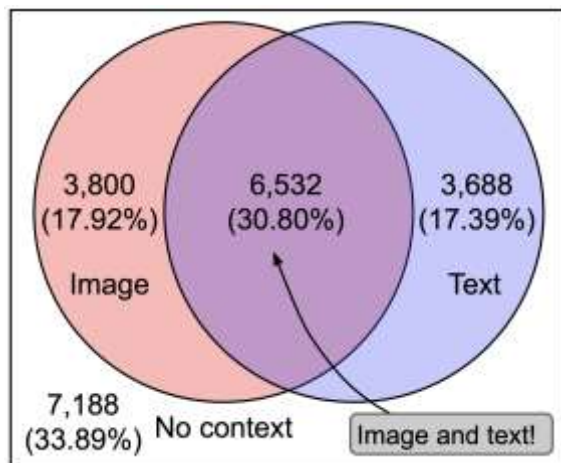 3,800
(17.92%)
Image
6,532
(30.80%)
3,688
(17.39%)
Text
7,188
(33.89%)
No context
Image and text!